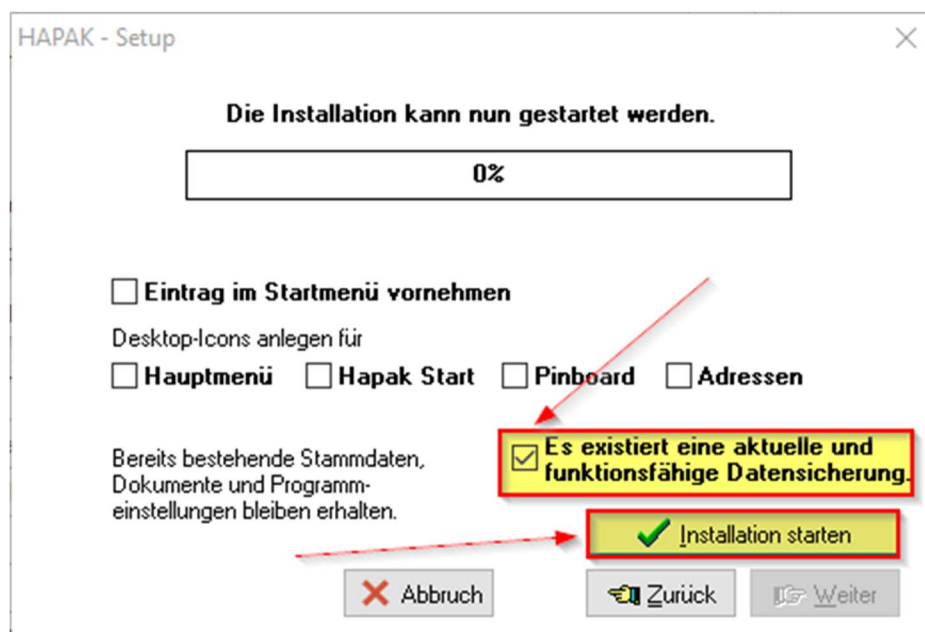 HAPAK - Setup
Die Installation kann nun gestartet werden.
0%
Eintrag im Startmenü vornehmen
Desktop-Icons anlegen für
Hauptmenü Hapak Start Pinboard Adressen
Bereits bestehende Stammdaten,
Dokumente und Programm-
einstellungen bleiben erhalten.
Es existiert eine aktuelle und
funktionsfähige Datensicherung.
Installation starten
Abbruch Zurück Weiter